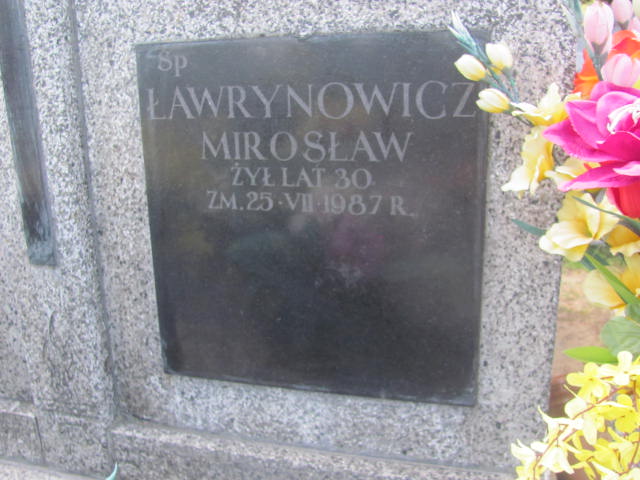 Śp
ŁAWRYNOWICZ
MIROSŁAW
ŻYŁ LAT 30
ZM. 25·VII·1987 R.